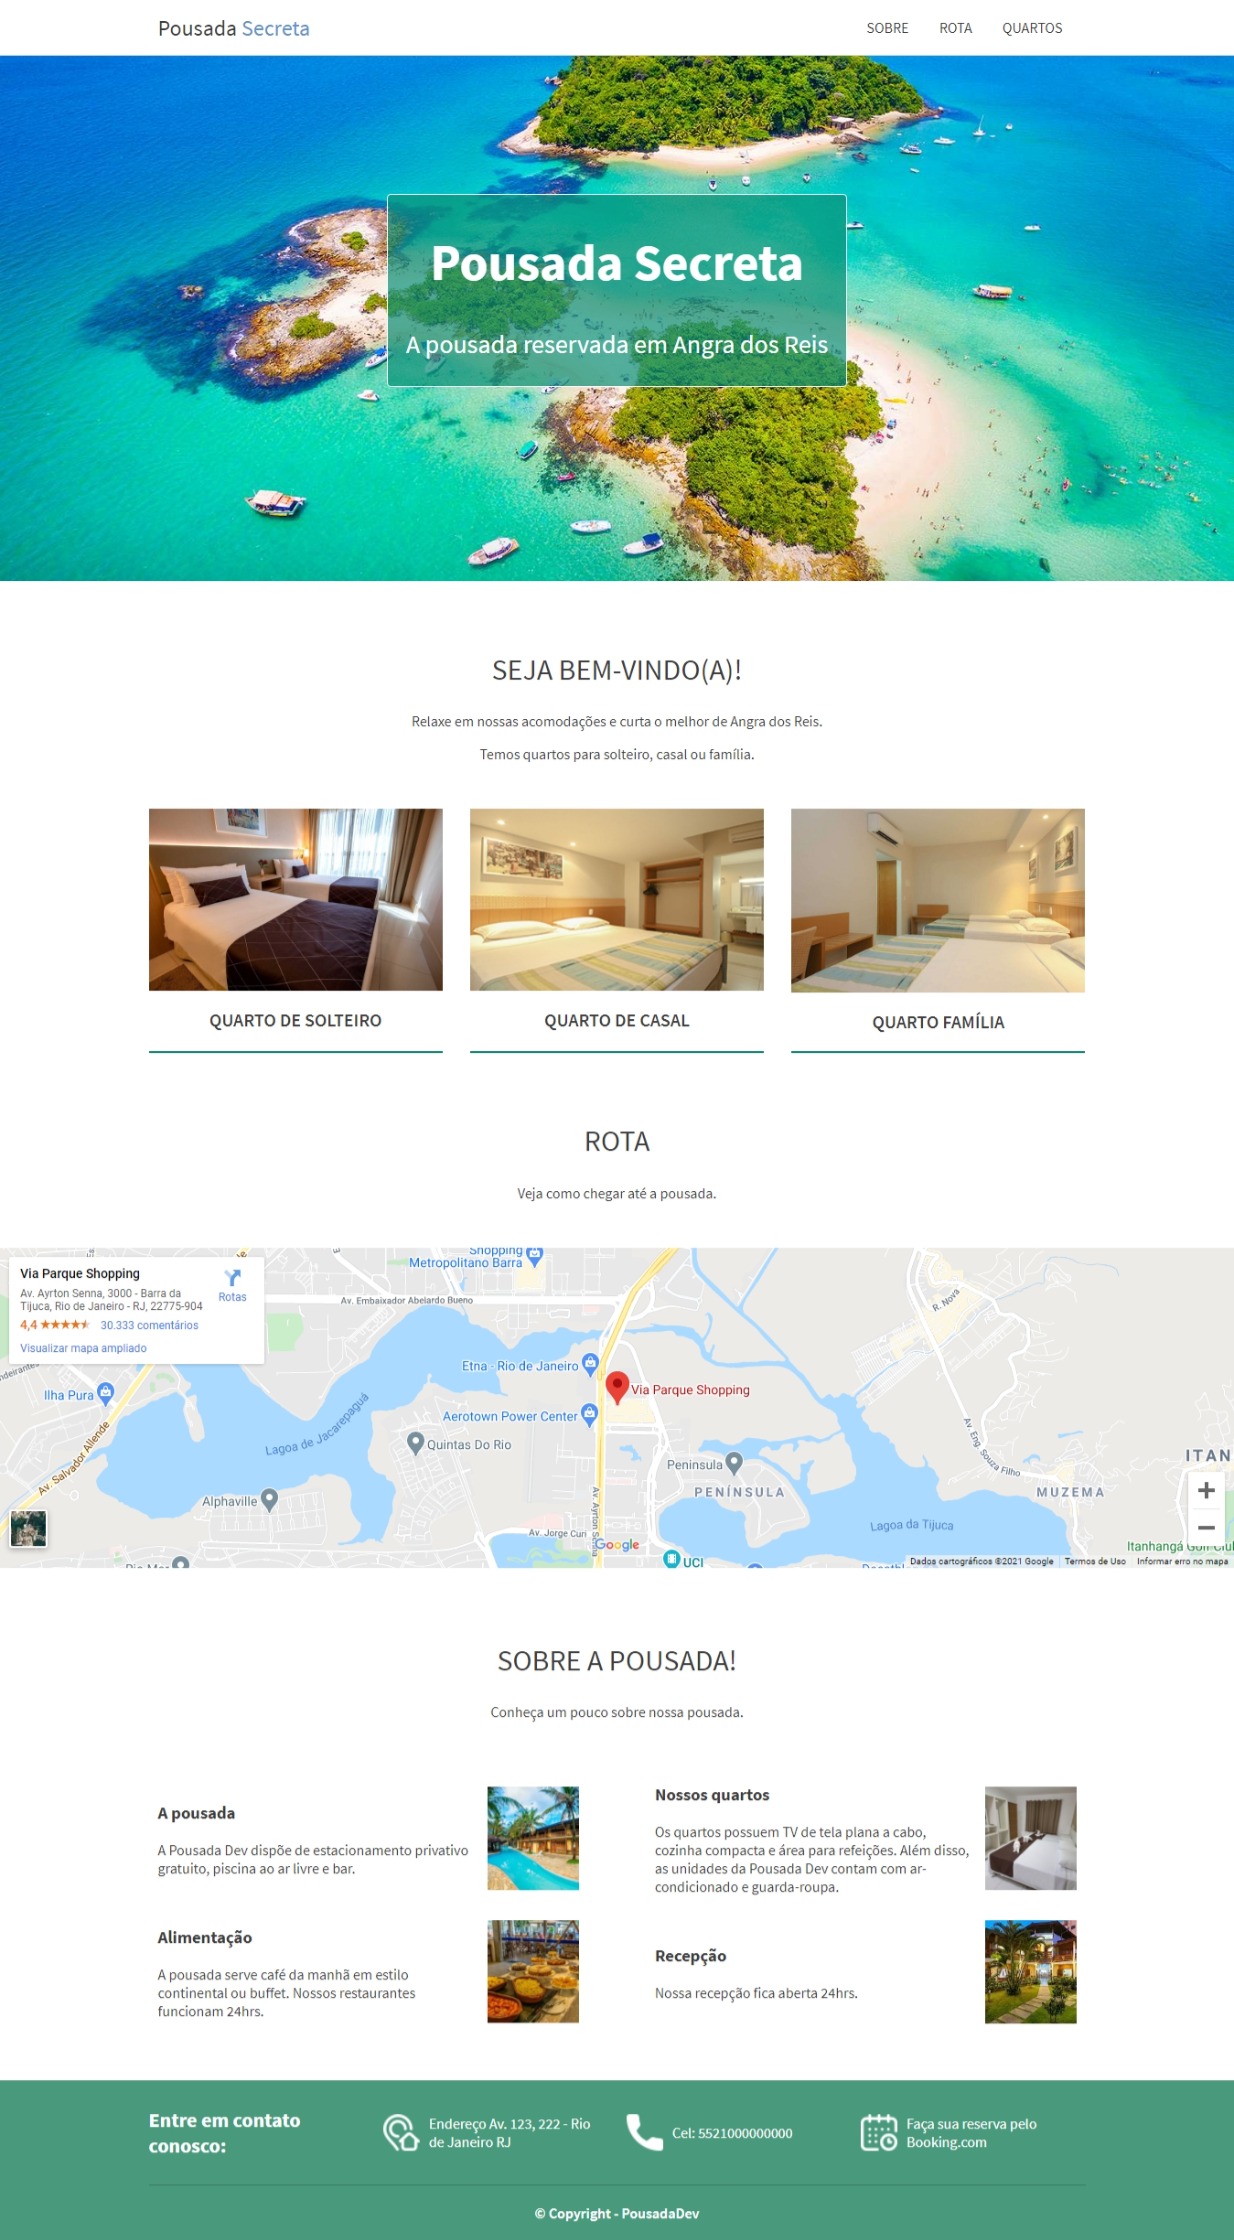 Pousada Secreta
SOBRE
ROTA
QUARTOS
Pousada Secreta
A pousada reservada em Angra dos Reis
SEJA BEM-VINDO(A)!
Relaxe em nossas acomodações e curta o melhor de Angra dos Reis.
Temos quartos para solteiro, casal ou família.
QUARTO DE SOLTEIRO
QUARTO DE CASAL
QUARTO FAMÍLIA
ROTA
Veja como chegar até a pousada.
Via Parque Shopping
Av. Ayrton Senna, 3000 - Barra da
Tijuca, Rio de Janeiro - RJ, 22775-904
4,4
30.333 comentários
Visualizar mapa ampliado
Rotas
Shopping
Metropolitano Barra
Av. Embaixador Abelardo Bueno
R. Nova
Etna - Rio de Janeiro
Via Parque Shopping
Ilha Pura
Aerotown Power Center
Lagoa de Jacarepaguá
Quintas Do Rio
Av. Salvador Allende
Av. Eng. Souza Filho
Península
PENÍNSULA
ITAN
MUZEMA
Alphaville
Av. Ayrton Senna
Av. Jorge Curi
Lagoa da Tijuca
Google
UCI
Itanhangá Golf Clu
Dados cartográficos ©2021 Google
Termos de Uso
Informar erro no mapa
SOBRE A POUSADA!
Conheça um pouco sobre nossa pousada.
A pousada
A Pousada Dev dispõe de estacionamento privativo
gratuito, piscina ao ar livre e bar.
Nossos quartos
Os quartos possuem TV de tela plana a cabo,
cozinha compacta e área para refeições. Além disso,
as unidades da Pousada Dev contam com ar-
condicionado e guarda-roupa.
Alimentação
A pousada serve café da manhã em estilo
continental ou buffet. Nossos restaurantes
funcionam 24hrs.
Recepção
Nossa recepção fica aberta 24hrs.
Entre em contato
conosco:
Endereço Av. 123, 222 - Rio
de Janeiro RJ
Cel: 5521000000000
Faça sua reserva pelo
Booking.com
© Copyright - PousadaDev